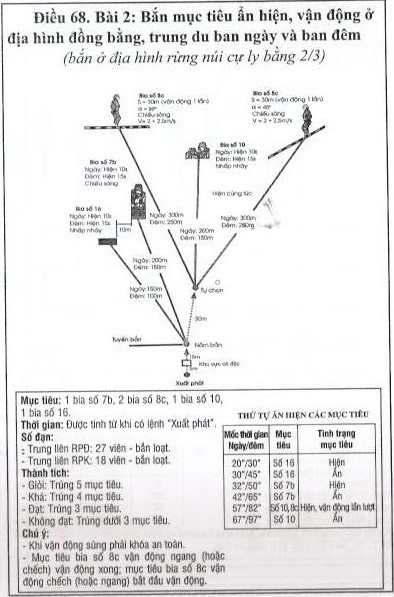 Điều 68. Bài 2: Bắn mục tiêu ẩn hiện, vận động ở
địa hình đồng bằng, trung du ban ngày và ban đêm
(bắn ở địa hình rừng núi cự ly bằng 2/3)
Bia số 8c
S = 30m (vận động 1 lần)
Chiếu sáng
V = 2 ÷ 2.5m/s
Bia số 8c
S = 30m (vận động 1 lần)
Chiếu sáng
V = 2 ÷ 2.5m/s
Bia số 10
Ngày: Hiện 10s
Đêm: Hiện 15s
Nhấp nháy
Bia số 7b
Ngày: Hiện 10s
Đêm: Hiện 15s
Chiếu sáng
Bia số 16
Ngày: Hiện 10s
Đêm: Hiện 15s
Nhấp nháy
10m
Hiện cùng lúc
Ngày: 300m
Đêm: 250m
Ngày: 300m
Đêm: 250m
Ngày: 200m
Đêm: 150m
Ngày: 200m
Đêm: 150m
Ngày: 150m
Đêm: 100m
Tự chọn
30m
Tuyến bắn
Nằm bắn
5m
Khu vực có độc
Xuất phát
Mục tiêu: 1 bia số 7b, 2 bia số 8c, 1 bia số 10,
1 bia số 16.
Thời gian: Được tính từ khi có lệnh "Xuất phát".
Số đạn:
- Trung liên RPĐ: 27 viên - bắn loạt.
- Trung liên RPK: 18 viên - bắn loạt.
Thành tích:
- Giỏi: Trúng 5 mục tiêu.
- Khá: Trúng 4 mục tiêu.
- Đạt: Trúng 3 mục tiêu.
- Không đạt: Trúng dưới 3 mục tiêu.
Chú ý:
- Khi vận động súng phải khóa an toàn.
- Mục tiêu bia số 8c vận động ngang (hoặc
chếch) vận động xong; mục tiêu bia số 8c vận
động chếch (hoặc ngang) bắt đầu vận động.
THỨ TỰ ẨN HIỆN CÁC MỤC TIÊU
Mốc thời gian Ngày/đêm Mục tiêu Tình trạng mục tiêu
20"/30" Số 16 Hiện
30"/45" Số 16 Ẩn
32"/50" Số 7b Hiện
42"/65" Số 7b Ẩn
57"/82" Số 10, 8c Hiện, vận động lần lượt
67"/97" Số 10 Ẩn